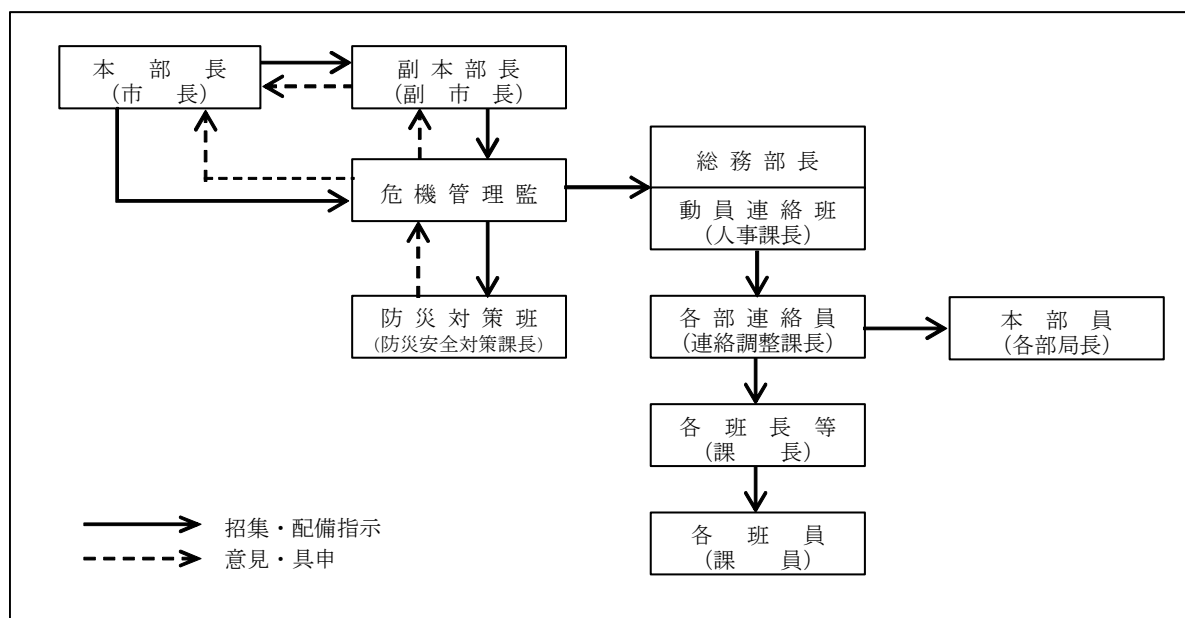 本部長
(市長)
副本部長
(副市長)
危機管理監
総務部長
動員連絡班
(人事課長)
防災対策班
(防災安全対策課長)
各部連絡員
(連絡調整課長)
本部員
(各部局長)
各班長等
(課長)
各班員
(課員)
招集・配備指示
意見・具申